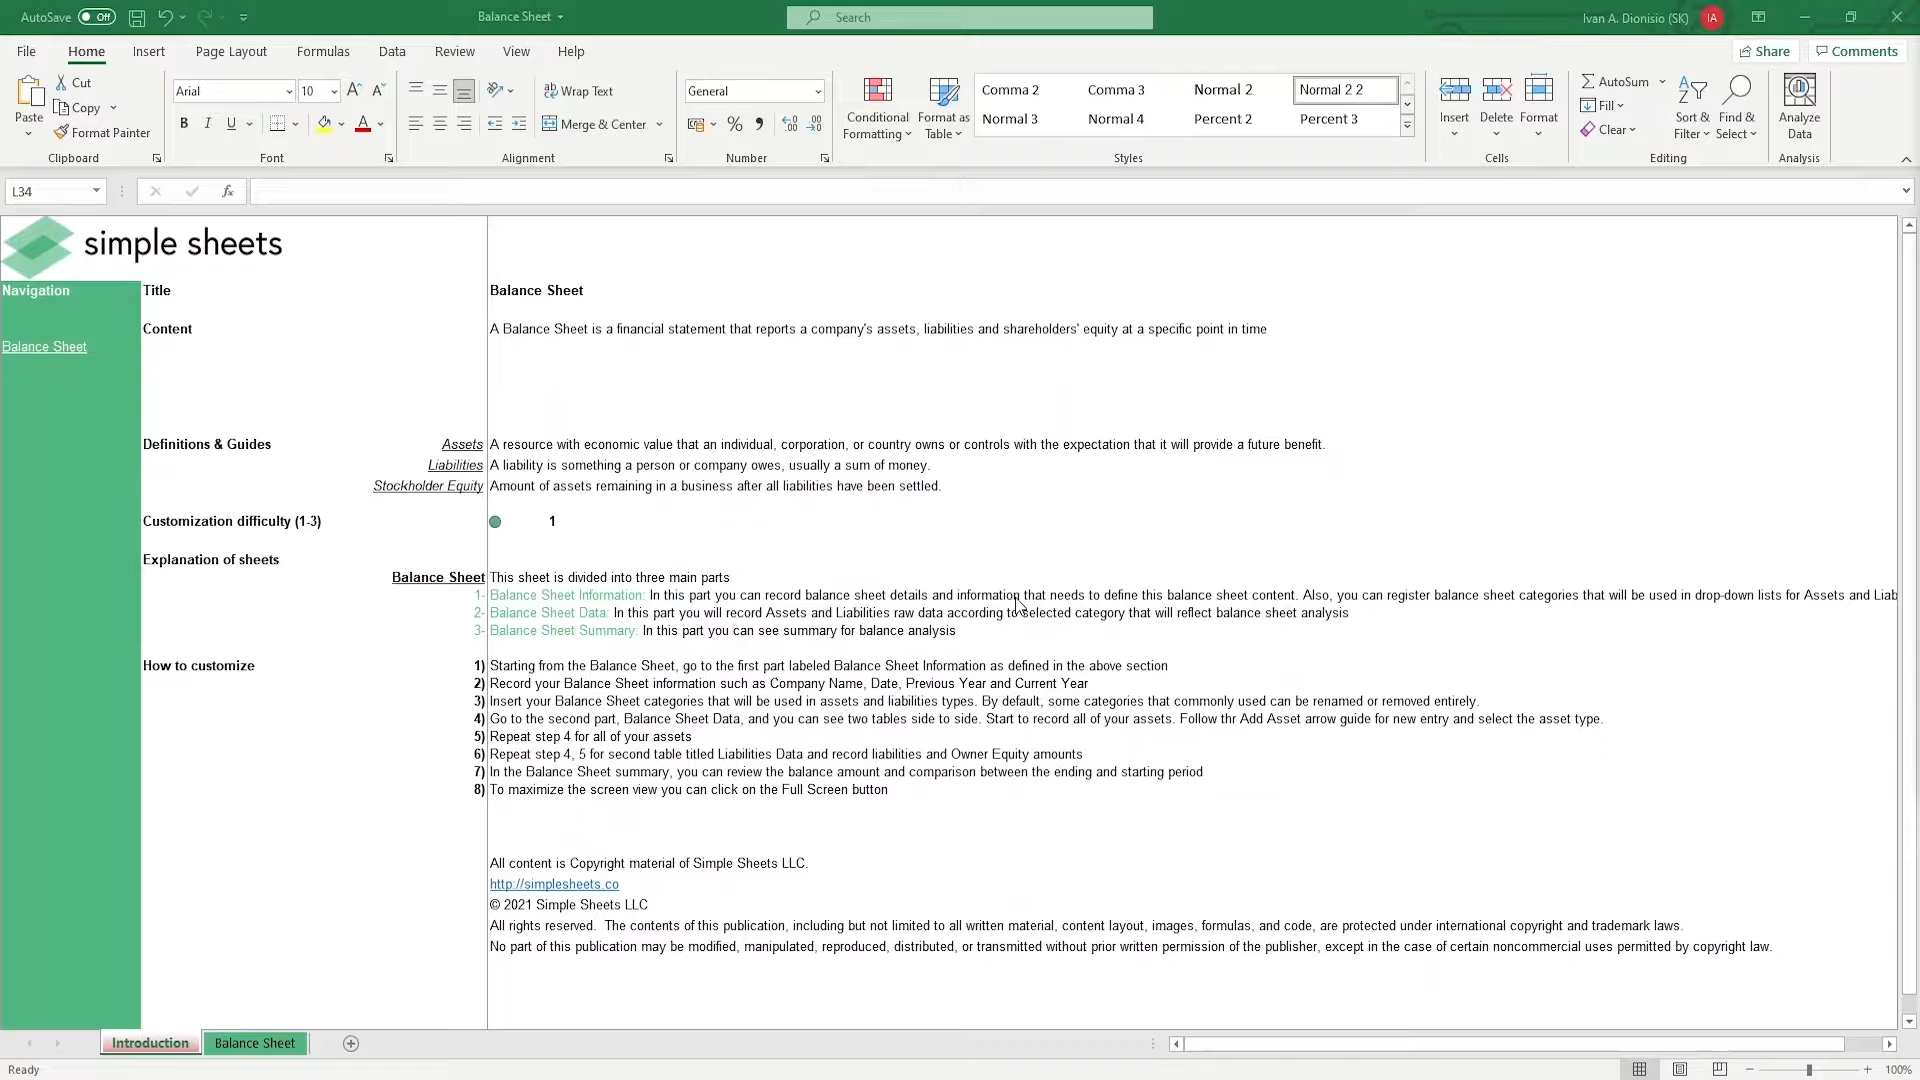 AutoSave Off Balance Sheet Search Ivan A. Dionisio (SK) IA
File Home Insert Page Layout Formulas Data Review View Help Share Comments
Paste Cut Copy Format Painter Clipboard
Arial 10 B I U Font
Wrap Text Merge & Center Alignment
General Number
Conditional Formatting Format as Table
Comma 2 Comma 3 Normal 2 Normal 2 2
Normal 3 Normal 4 Percent 2 Percent 3
Styles
Insert Delete Format Cells
AutoSum Fill Clear Sort & Filter Find & Select Editing
Analyze Data Analysis
L34 fx
simple sheets
Navigation Title Balance Sheet
Content A Balance Sheet is a financial statement that reports a company's assets, liabilities and shareholders' equity at a specific point in time
Balance Sheet
Definitions & Guides Assets A resource with economic value that an individual, corporation, or country owns or controls with the expectation that it will provide a future benefit.
Liabilities A liability is something a person or company owes, usually a sum of money.
Stockholder Equity Amount of assets remaining in a business after all liabilities have been settled.
Customization difficulty (1-3) 1
Explanation of sheets
Balance Sheet This sheet is divided into three main parts
1- Balance Sheet Information: In this part you can record balance sheet details and information that needs to define this balance sheet content. Also, you can register balance sheet categories that will be used in drop-down lists for Assets and Liab
2- Balance Sheet Data: In this part you will record Assets and Liabilities raw data according to selected category that will reflect balance sheet analysis
3- Balance Sheet Summary: In this part you can see summary for balance analysis
How to customize 1) Starting from the Balance Sheet, go to the first part labeled Balance Sheet Information as defined in the above section
2) Record your Balance Sheet information such as Company Name, Date, Previous Year and Current Year
3) Insert your Balance Sheet categories that will be used in assets and liabilities types. By default, some categories that commonly used can be renamed or removed entirely.
4) Go to the second part, Balance Sheet Data, and you can see two tables side to side. Start to record all of your assets. Follow thr Add Asset arrow guide for new entry and select the asset type.
5) Repeat step 4 for all of your assets
6) Repeat step 4, 5 for second table titled Liabilities Data and record liabilities and Owner Equity amounts
7) In the Balance Sheet summary, you can review the balance amount and comparison between the ending and starting period
8) To maximize the screen view you can click on the Full Screen button
All content is Copyright material of Simple Sheets LLC.
http://simplesheets.co
© 2021 Simple Sheets LLC
All rights reserved. The contents of this publication, including but not limited to all written material, content layout, images, formulas, and code, are protected under international copyright and trademark laws.
No part of this publication may be modified, manipulated, reproduced, distributed, or transmitted without prior written permission of the publisher, except in the case of certain noncommercial uses permitted by copyright law.
Introduction Balance Sheet
Ready 100%